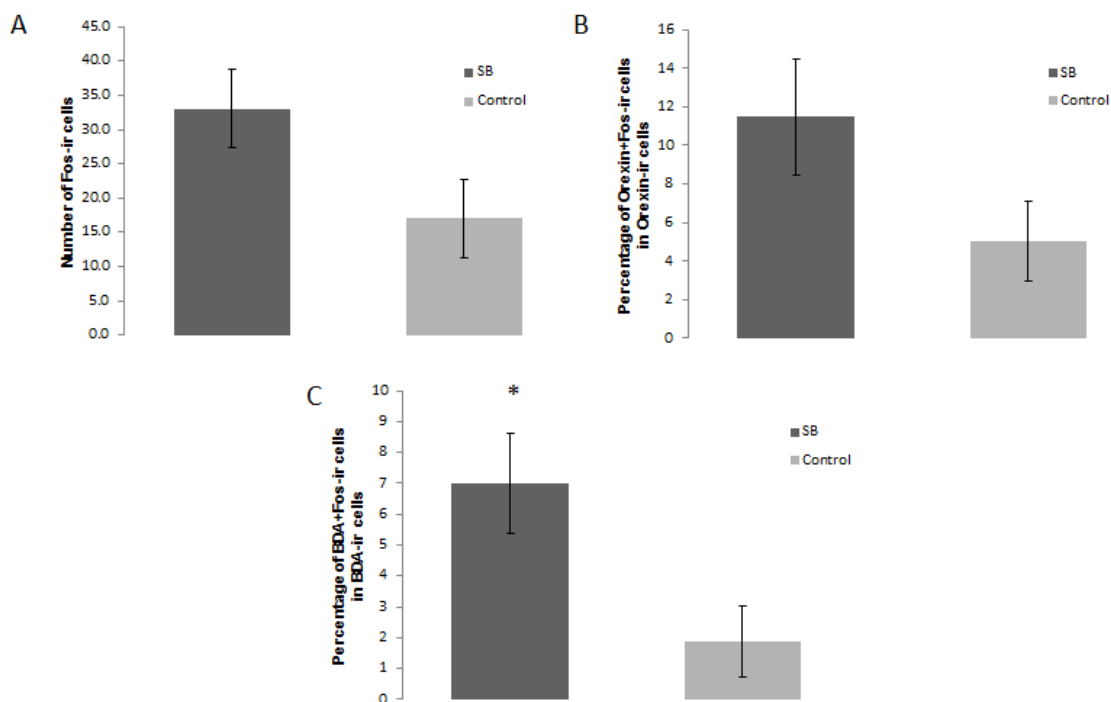 A
Number of Fos-ir cells
45.0
40.0
35.0
30.0
25.0
20.0
15.0
10.0
5.0
0.0
SB
Control
B
Percentage of Orexin+Fos-ir cells
in Orexin-ir cells
16
14
12
10
8
6
4
2
0
SB
Control
C
Percentage of BDA+Fos-ir cells
in BDA-ir cells
10
9
8
7
6
5
4
3
2
1
0
*
SB
Control